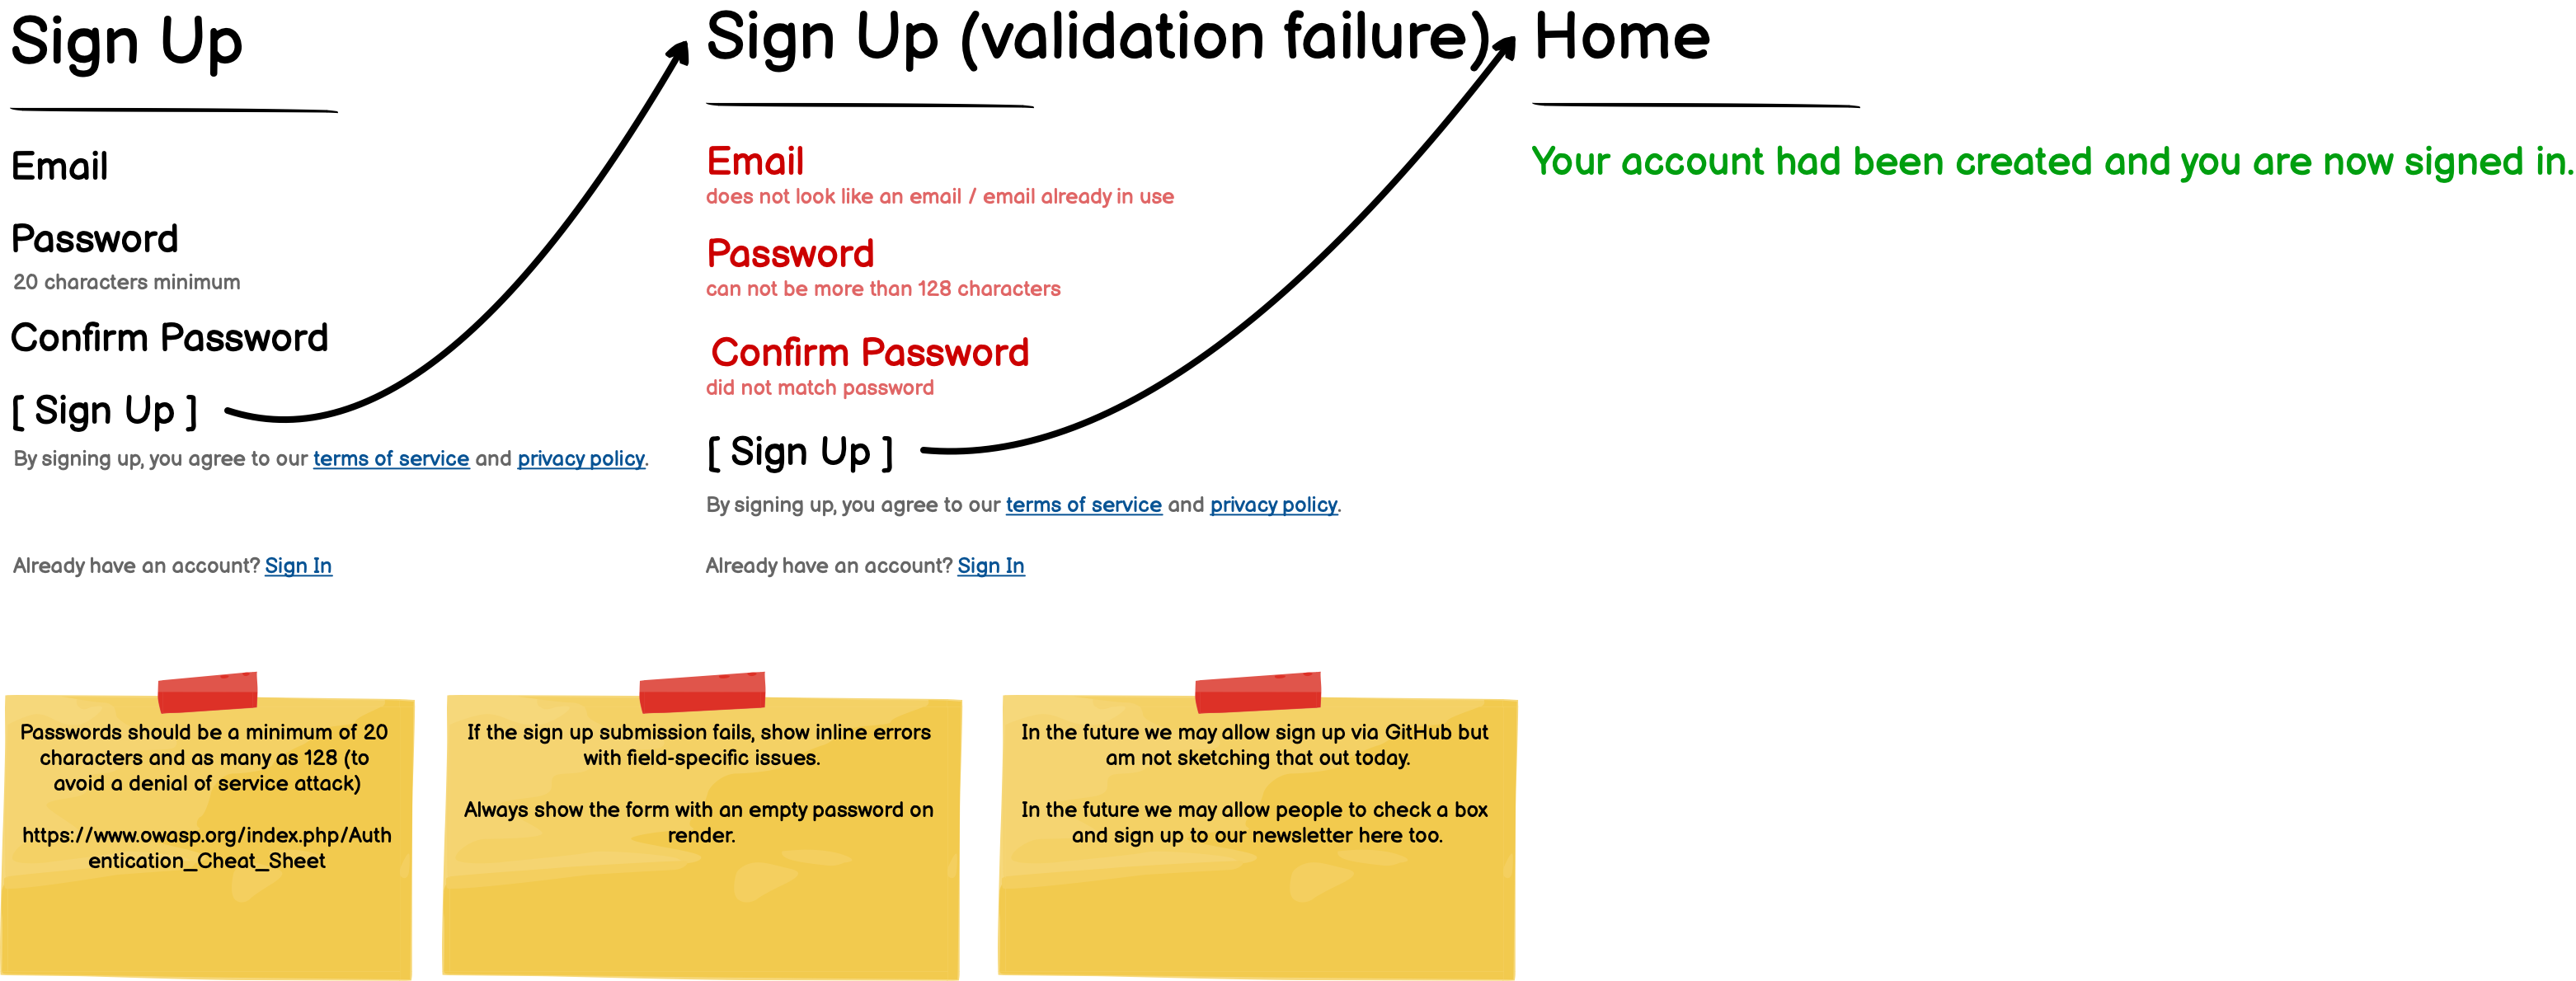 Sign Up
Email
Password
20 characters minimum
Confirm Password
[ Sign Up ]
By signing up, you agree to our terms of service and privacy policy.
Already have an account? Sign In
Sign Up (validation failure)
Email
does not look like an email / email already in use
Password
can not be more than 128 characters
Confirm Password
did not match password
[ Sign Up ]
By signing up, you agree to our terms of service and privacy policy.
Already have an account? Sign In
Home
Your account had been created and you are now signed in.
Passwords should be a minimum of 20
characters and as many as 128 (to
avoid a denial of service attack)
https://www.owasp.org/index.php/Auth
entication_Cheat_Sheet
If the sign up submission fails, show inline errors
with field-specific issues.
Always show the form with an empty password on
render.
In the future we may allow sign up via GitHub but
am not sketching that out today.
In the future we may allow people to check a box
and sign up to our newsletter here too.